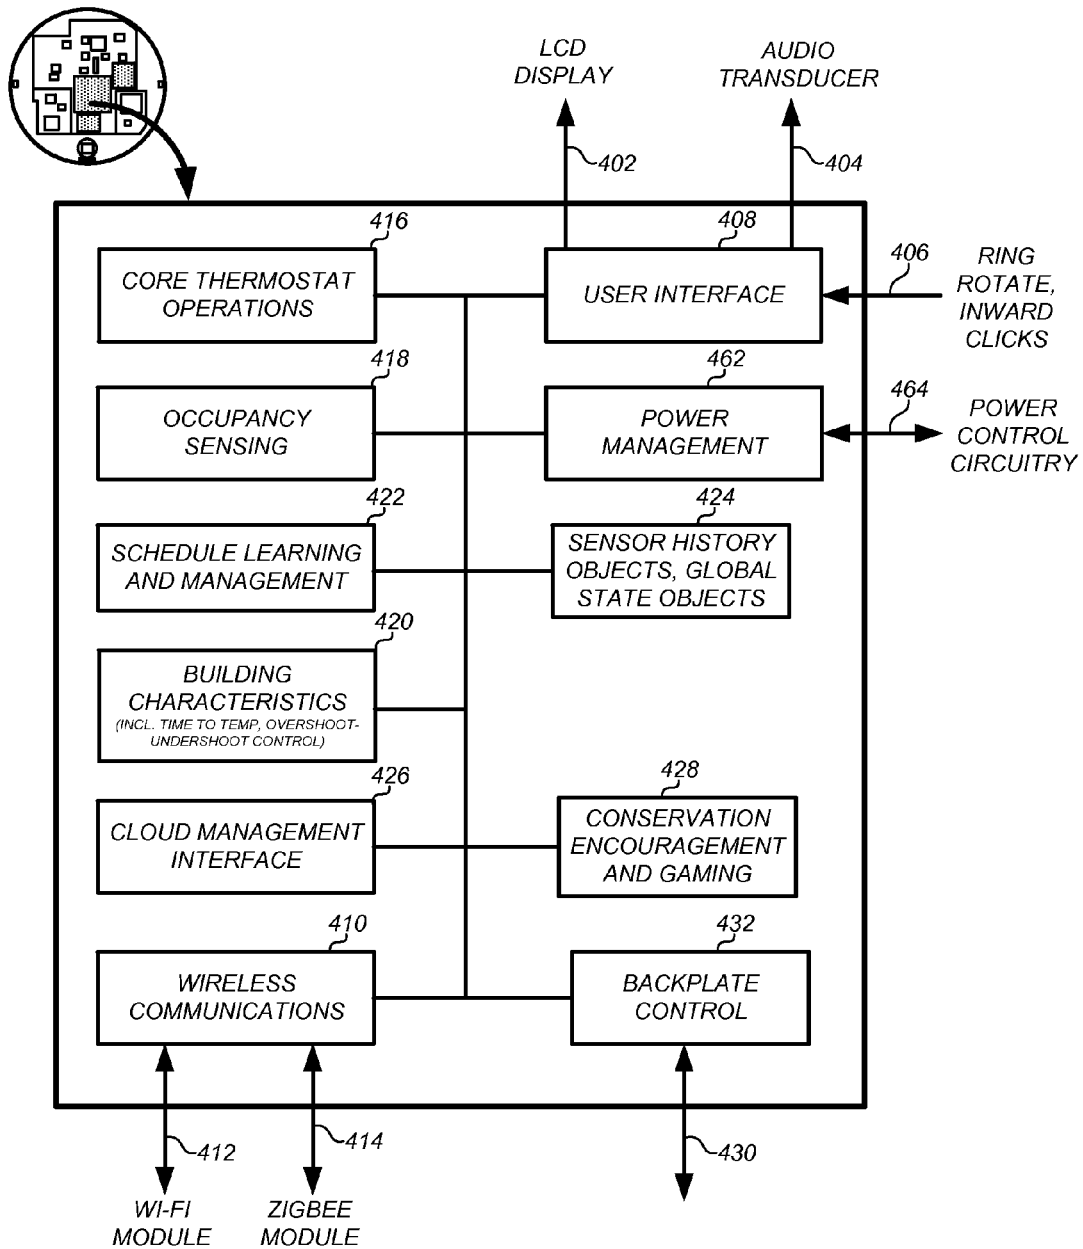 LCD
DISPLAY
AUDIO
TRANSDUCER
402
404
416
CORE THERMOSTAT
OPERATIONS
408
USER INTERFACE
406
RING
ROTATE,
INWARD
CLICKS
418
OCCUPANCY
SENSING
462
POWER
MANAGEMENT
464
POWER
CONTROL
CIRCUITRY
422
SCHEDULE LEARNING
AND MANAGEMENT
424
SENSOR HISTORY
OBJECTS, GLOBAL
STATE OBJECTS
420
BUILDING
CHARACTERISTICS
(INCL. TIME TO TEMP, OVERSHOOT-
UNDERSHOOT CONTROL)
426
CLOUD MANAGEMENT
INTERFACE
428
CONSERVATION
ENCOURAGEMENT
AND GAMING
410
WIRELESS
COMMUNICATIONS
432
BACKPLATE
CONTROL
412
414
430
WI-FI
MODULE
ZIGBEE
MODULE